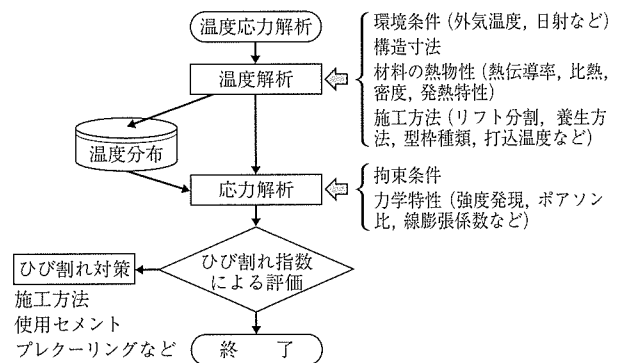 温度応力解析
環境条件 (外気温度, 日射など)
構造寸法
温度解析
材料の熱物性 (熱伝導率, 比熱,
密度, 発熱特性)
施工方法 (リフト分割, 養生方
法, 型枠種類, 打込温度など)
温度分布
拘束条件
応力解析
力学特性 (強度発現, ポアソン
比, 線膨張係数など)
ひび割れ指数
による評価
ひび割れ対策
施工方法
使用セメント
プレクーリングなど
終 了